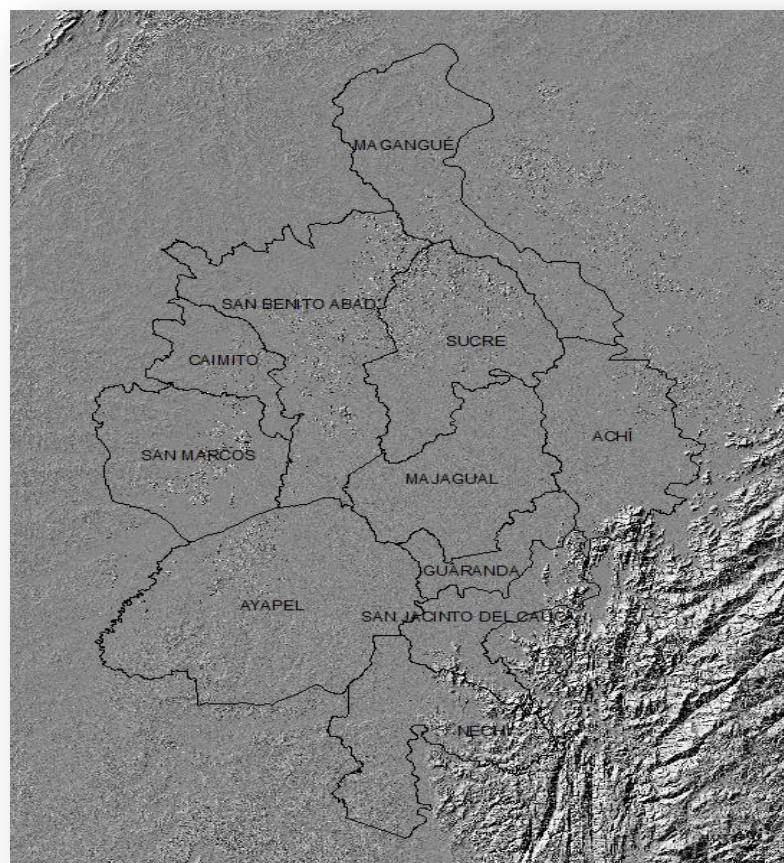 MAGANGUÉ
SAN BENITO ABAD
SUCRE
CAIMITO
ACHÍ
SAN MARCOS
MAJAGUAL
GUARANDA
AYAPEL
SAN JACINTO DEL CAUCA
NECHÍ